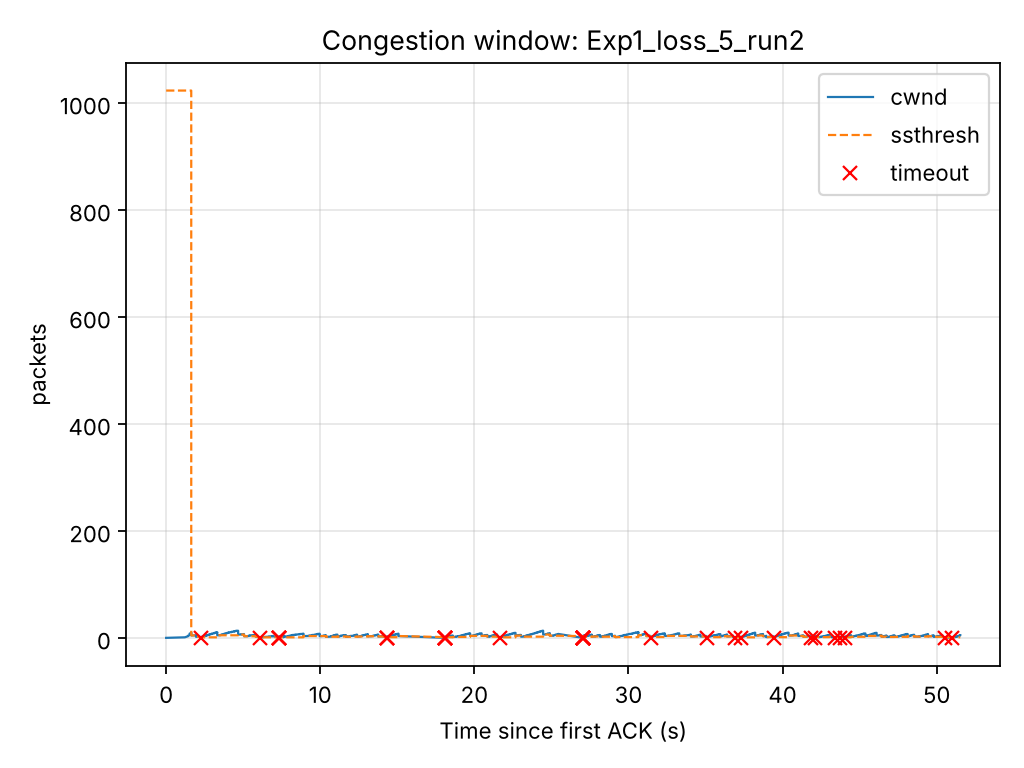 Congestion window: Exp1_loss_5_run2
cwnd
ssthresh
timeout
packets
1000
800
600
400
200
0
0
10
20
30
40
50
Time since first ACK (s)